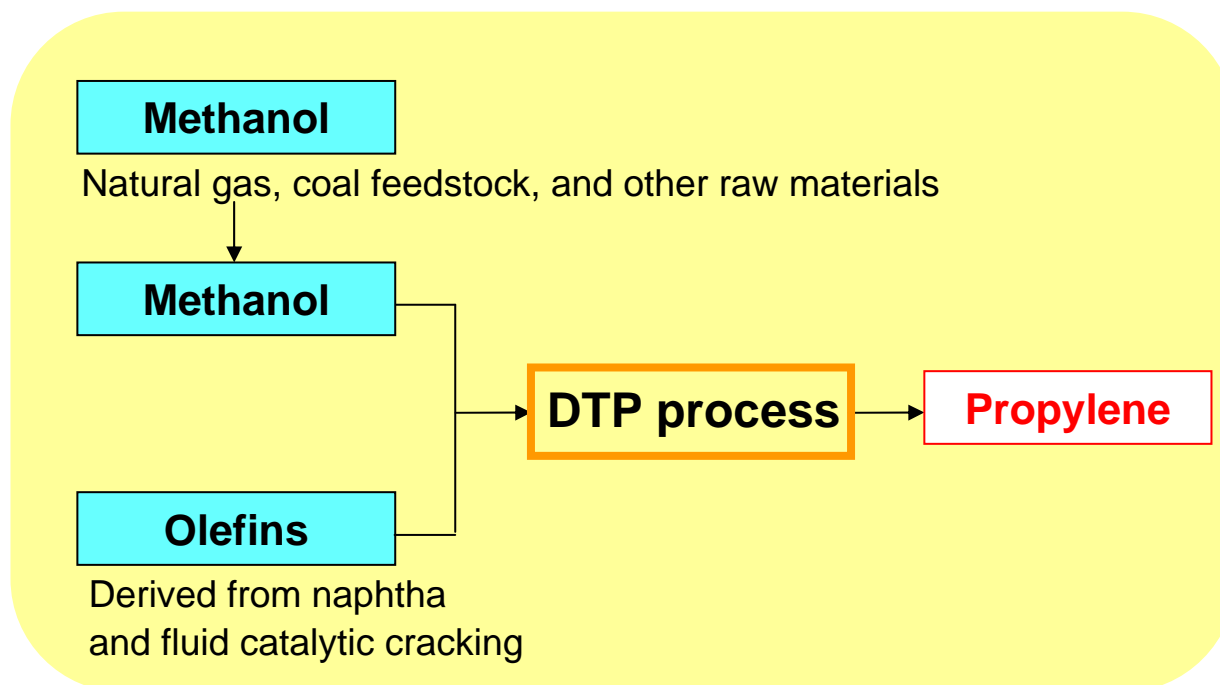 Methanol
Natural gas, coal feedstock, and other raw materials
Methanol
DTP process
Propylene
Olefins
Derived from naphtha
and fluid catalytic cracking